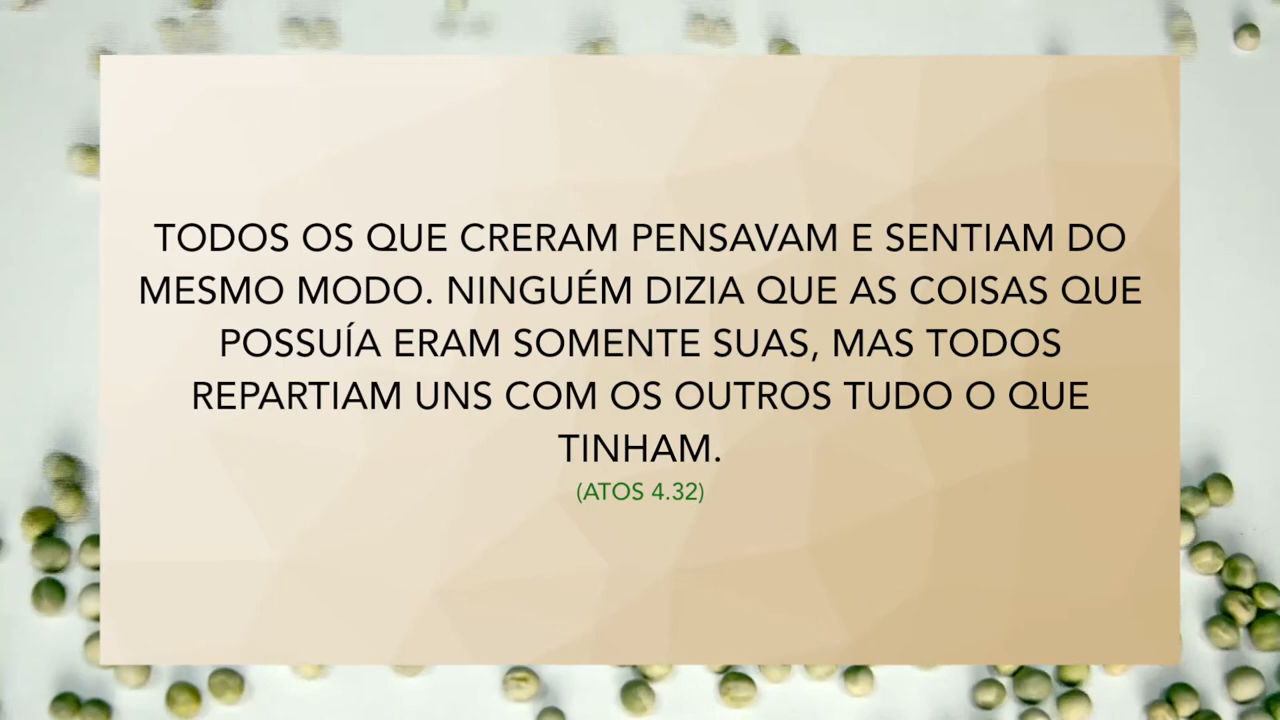 TODOS OS QUE CRERAM PENSAVAM E SENTIAM DO
MESMO MODO. NINGUÉM DIZIA QUE AS COISAS QUE
POSSUÍA ERAM SOMENTE SUAS, MAS TODOS
REPARTIAM UNS COM OS OUTROS TUDO O QUE
TINHAM.
(ATOS 4.32)